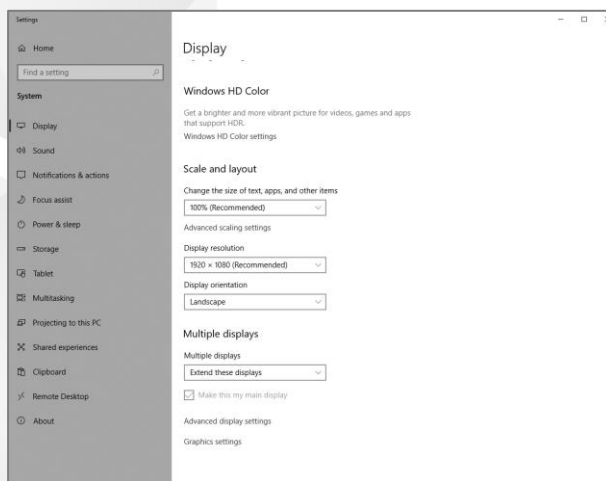 Settings
Home
Find a setting
System
Display
Sound
Notifications & actions
Focus assist
Power & sleep
Storage
Tablet
Multitasking
Projecting to this PC
Shared experiences
Clipboard
Remote Desktop
About
Display
Windows HD Color
Get a brighter and more vibrant picture for videos, games and apps
that support HDR.
Windows HD Color settings
Scale and layout
Change the size of text, apps, and other items
100% (Recommended)
Advanced scaling settings
Display resolution
1920 × 1080 (Recommended)
Display orientation
Landscape
Multiple displays
Multiple displays
Extend these displays
Make this my main display
Advanced display settings
Graphics settings